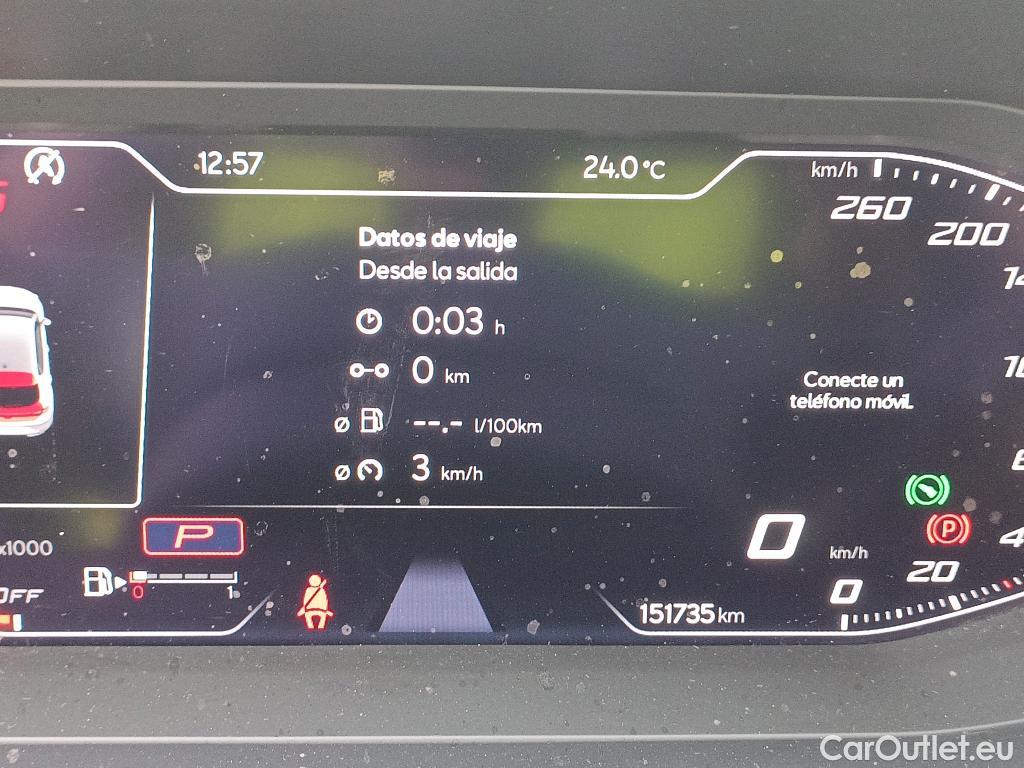 12:57
24.0 °C
km/h
260
200
Datos de viaje
Desde la salida
0:03 h
0 km
Ø --.- l/100km
Ø 3 km/h
Conecte un
teléfono móvil.
P
x1000
P
0 km/h
20
0
0 1
OFF
151735 km
CarOutlet.eu